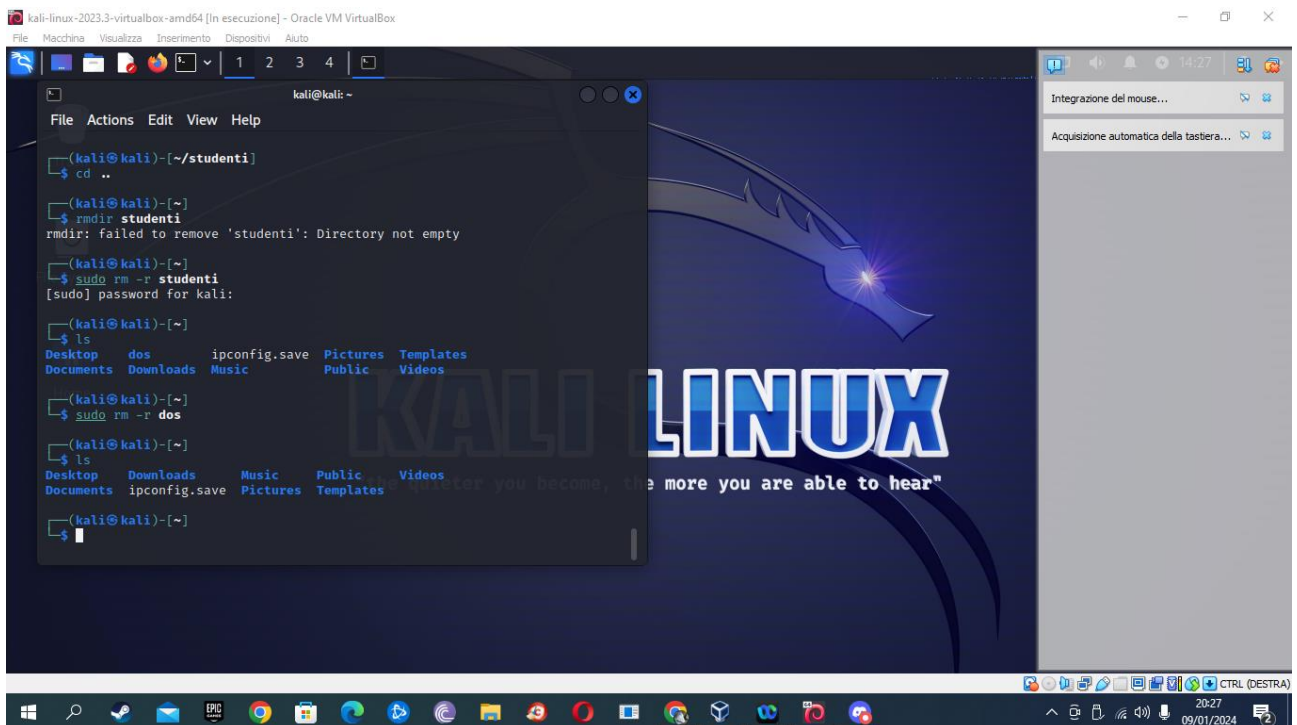 kali-linux-2023.3-virtualbox-amd64 [In esecuzione] - Oracle VM VirtualBox
File Macchina Visualizza Inserimento Dispositivi Aiuto
1 2 3 4
14:27
kali@kali: ~
File Actions Edit View Help
Integrazione del mouse...
Acquisizione automatica della tastiera...
┌──(kali㉿kali)-[~/studenti]
└─$ cd ..
┌──(kali㉿kali)-[~]
└─$ rmdir studenti
rmdir: failed to remove 'studenti': Directory not empty
┌──(kali㉿kali)-[~]
└─$ sudo rm -r studenti
[sudo] password for kali:
┌──(kali㉿kali)-[~]
└─$ ls
Desktop dos ipconfig.save Pictures Templates
Documents Downloads Music Public Videos
┌──(kali㉿kali)-[~]
└─$ sudo rm -r dos
┌──(kali㉿kali)-[~]
└─$ ls
Desktop Downloads Music Public Videos
Documents ipconfig.save Pictures Templates
┌──(kali㉿kali)-[~]
└─$
KALI LINUX
the quieter you become, the more you are able to hear"
CTRL (DESTRA)
EPIC GAMES
20:27
09/01/2024
2